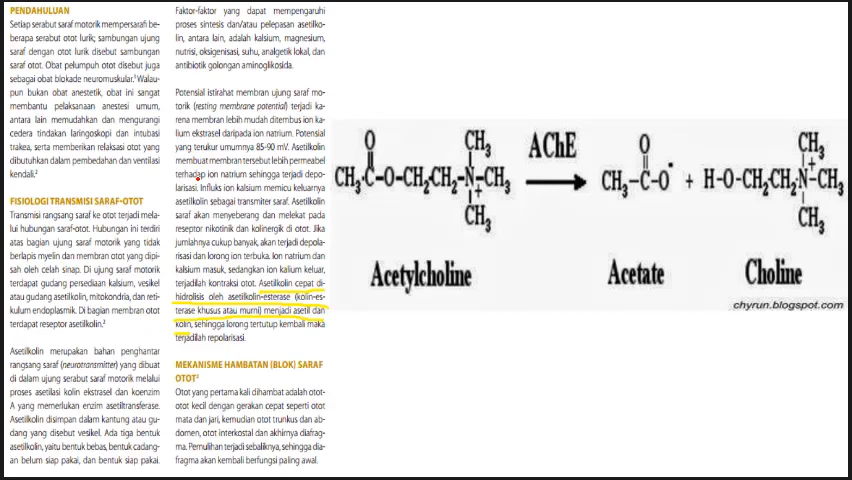 PENDAHULUAN
Setiap serabut saraf motorik mempersarafi be-
berapa serabut otot lurik; sambungan ujung
saraf dengan otot lurik disebut sambungan
saraf otot. Obat pelumpuh otot disebut juga
sebagai obat blokade neuromuskular.¹ Walau-
pun bukan obat anestetik, obat ini sangat
membantu pelaksanaan anestesi umum,
antara lain memudahkan dan mengurangi
cedera tindakan laringoskopi dan intubasi
trakea, serta memberikan relaksasi otot yang
dibutuhkan dalam pembedahan dan ventilasi
kendali.²
FISIOLOGI TRANSMISI SARAF-OTOT
Transmisi rangsang saraf ke otot terjadi mela-
lui hubungan saraf-otot. Hubungan ini terdiri
atas bagian ujung saraf motorik yang tidak
berlapis myelin dan membran otot yang dipi-
sah oleh celah sinap. Di ujung saraf motorik
terdapat gudang persediaan kalsium, vesikel
atau gudang asetilkolin, mitokondria, dan reti-
kulum endoplasmik. Di bagian membran otot
terdapat reseptor asetilkolin.²
Asetilkolin merupakan bahan penghantar
rangsang saraf (neurotransmitter) yang dibuat
di dalam ujung serabut saraf motorik melalui
proses asetilasi kolin ekstrasel dan koenzim
A yang memerlukan enzim asetiltransferase.
Asetilkolin disimpan dalam kantung atau gu-
dang yang disebut vesikel. Ada tiga bentuk
asetilkolin, yaitu bentuk bebas, bentuk cadang-
an belum siap pakai, dan bentuk siap pakai.
Faktor-faktor yang dapat mempengaruhi
proses sintesis dan/atau pelepasan asetilko-
lin, antara lain, adalah kalsium, magnesium,
nutrisi, oksigenisasi, suhu, analgetik lokal, dan
antibiotik golongan aminoglikosida.
Potensial istirahat membran ujung saraf mo-
torik (resting membrane potential) terjadi ka-
rena membran lebih mudah ditembus ion ka-
lium ekstrasel daripada ion natrium. Potensial
yang terukur umumnya 85-90 mV. Asetilkolin
membuat membran tersebut lebih permeabel
terhadap ion natrium sehingga terjadi depo-
larisasi. Influks ion kalsium memicu keluarnya
asetilkolin sebagai transmiter saraf. Asetilkolin
saraf akan menyeberang dan melekat pada
reseptor nikotinik dan kolinergik di otot. Jika
jumlahnya cukup banyak, akan terjadi depola-
risasi dan lorong ion terbuka. Ion natrium dan
kalsium masuk, sedangkan ion kalium keluar,
terjadilah kontraksi otot. Asetilkolin cepat di-
hidrolisis oleh asetilkolin-esterase (kolin-es-
terase khusus atau murni) menjadi asetil dan
kolin, sehingga lorong tertutup kembali maka
terjadilah repolarisasi.
MEKANISME HAMBATAN (BLOK) SARAF
OTOT²
Otot yang pertama kali dihambat adalah otot-
otot kecil dengan gerakan cepat seperti otot
mata dan jari, kemudian otot trunkus dan ab-
domen, otot interkostal dan akhirnya diafrag-
ma. Pemulihan terjadi sebaliknya, sehingga dia-
fragma akan kembali berfungsi paling awal.
O CH₃ AChE O CH₃
CH₃-C-O-CH₂CH₂-N-CH₃ CH₃-C-O + H-O-CH₂CH₂-N-CH₃
CH₃ CH₃
Acetylcholine Acetate Choline
chyrun.blogspot.com